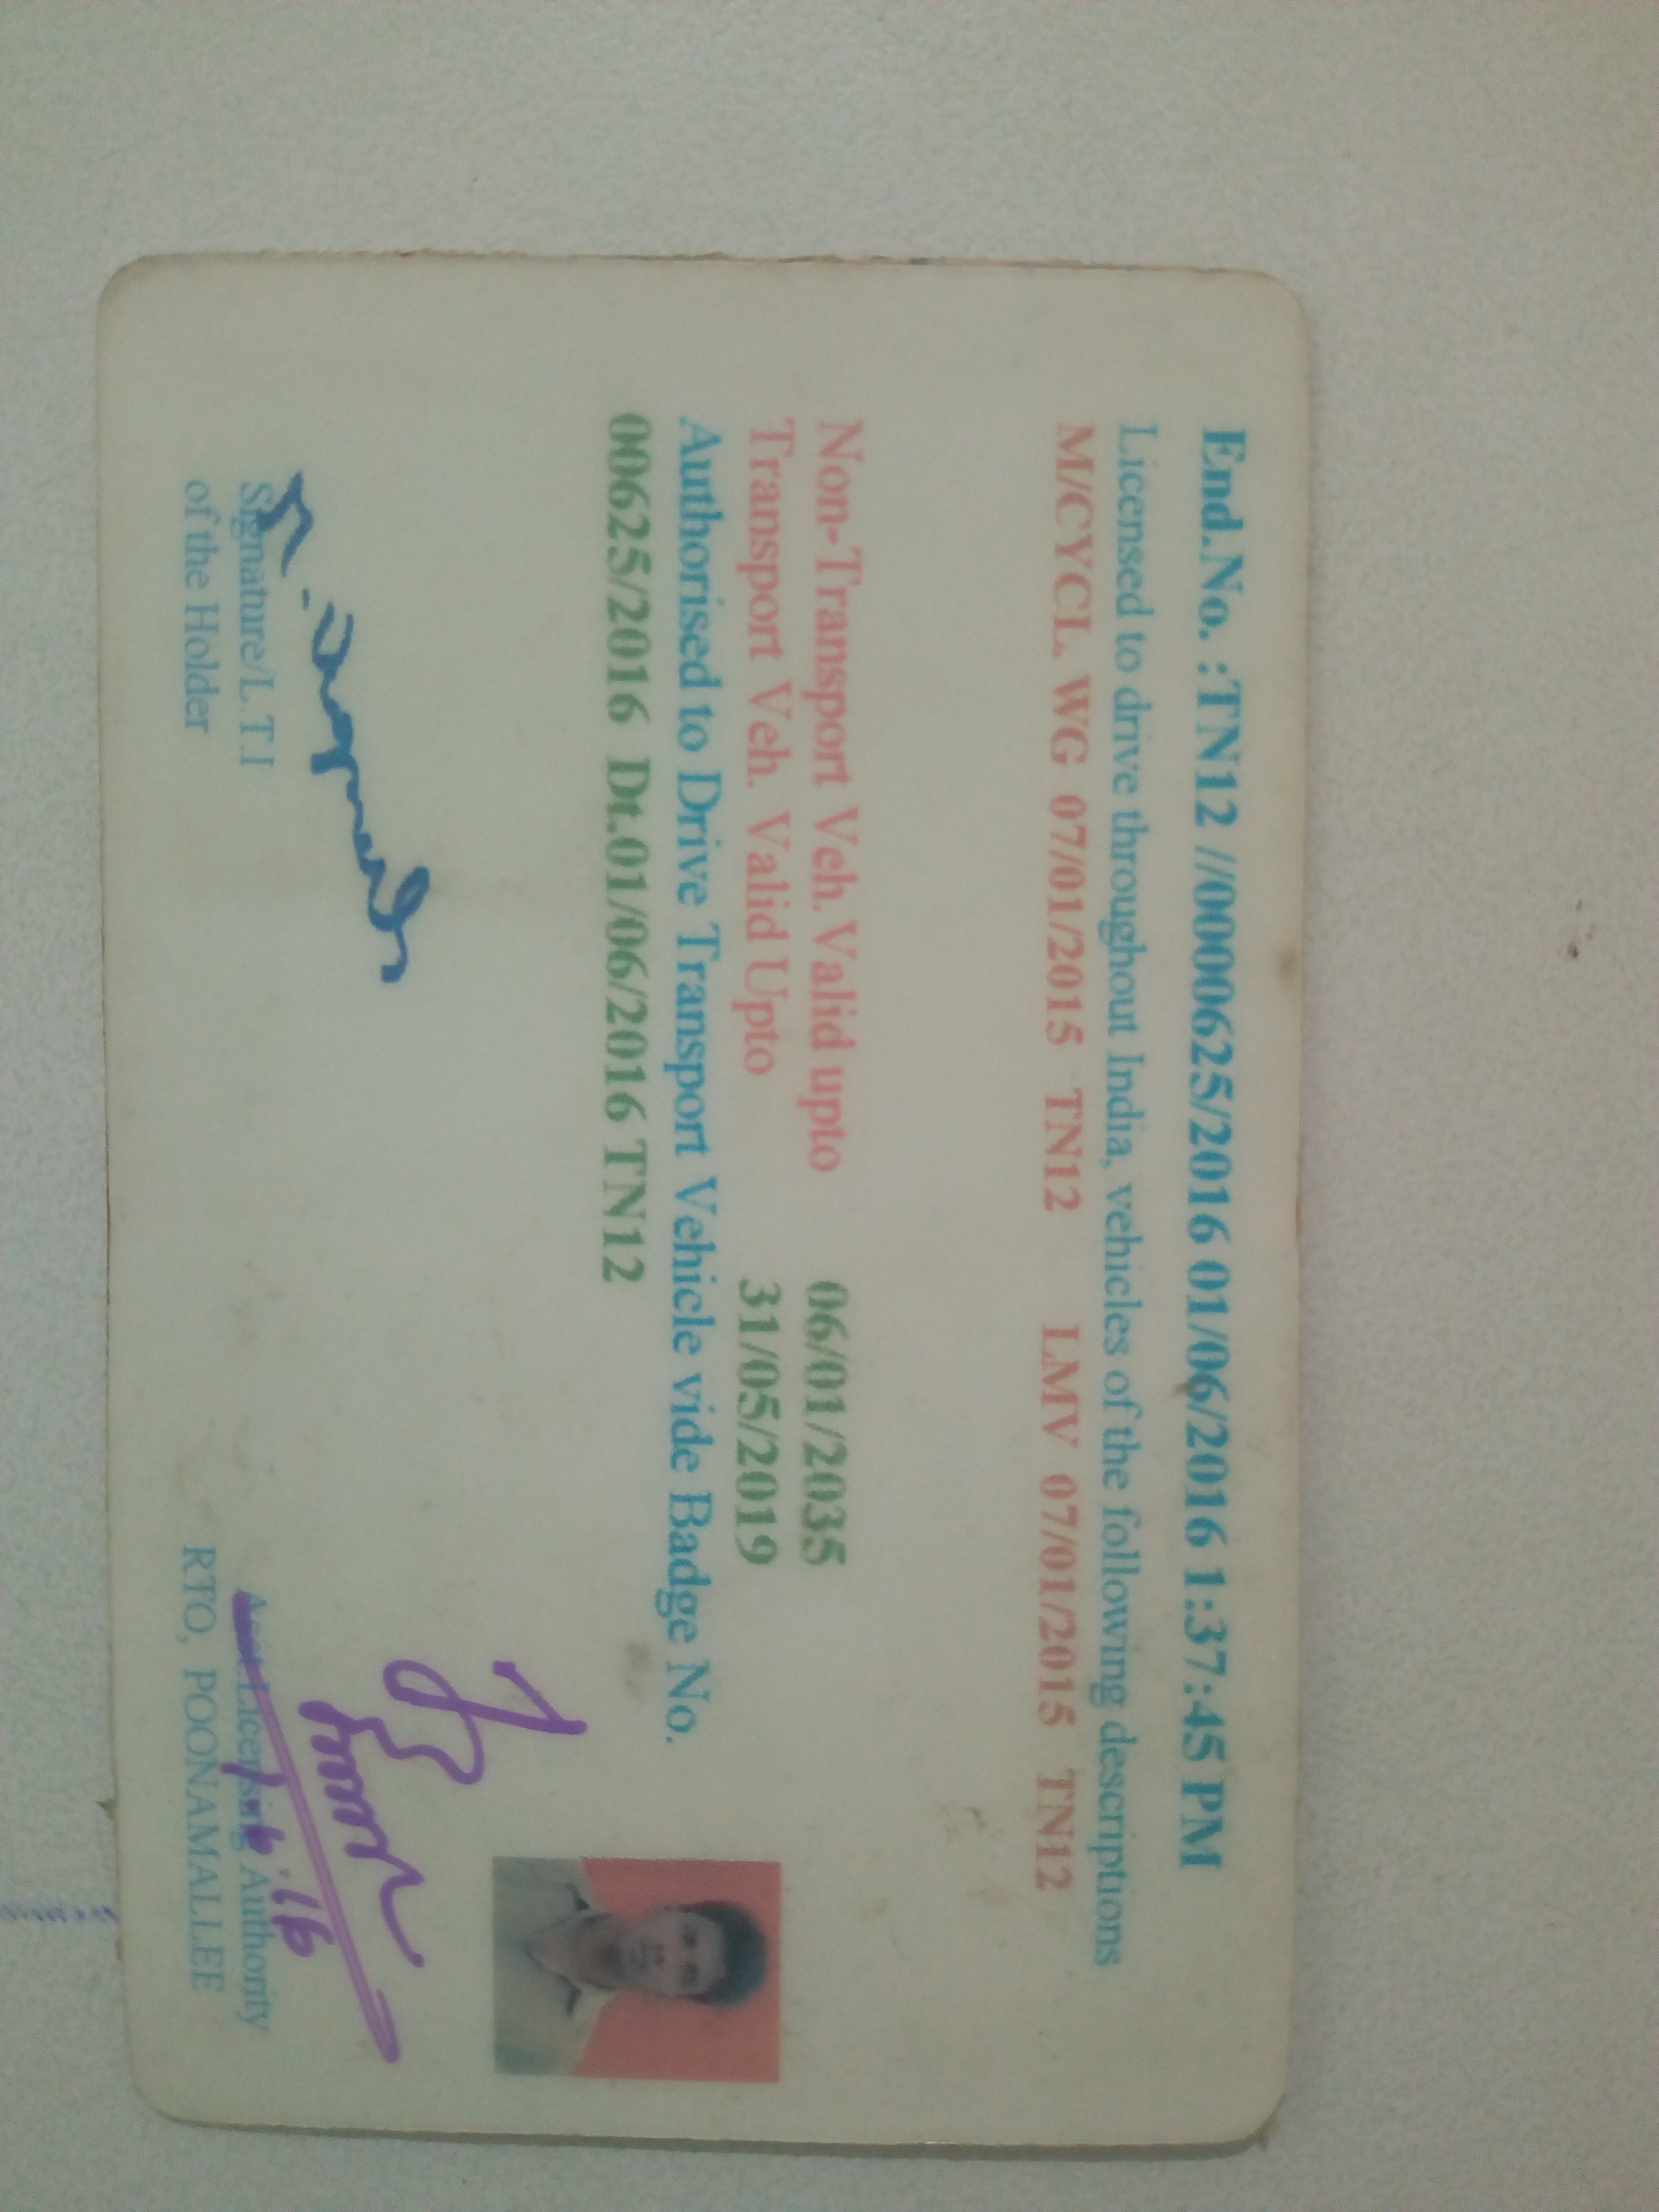 End.No. :TN12 //0000625/2016 01/06/2016 1:37:45 PM
Licensed to drive throughout India, vehicles of the following descriptions
M/CYCL. WG 07/01/2015 TN12 LMV 07/01/2015 TN12
Non-Transport Veh.Valid upto 06/01/2035
Transport Veh. Valid Upto 31/05/2019
Authorised to Drive Transport Vehicle vide Badge No.
00625/2016 Dt.01/06/2016 TN12
Signature/L.T.I
of the Holder
Asst.Licensing Authority
RTO, POONAMALLEE